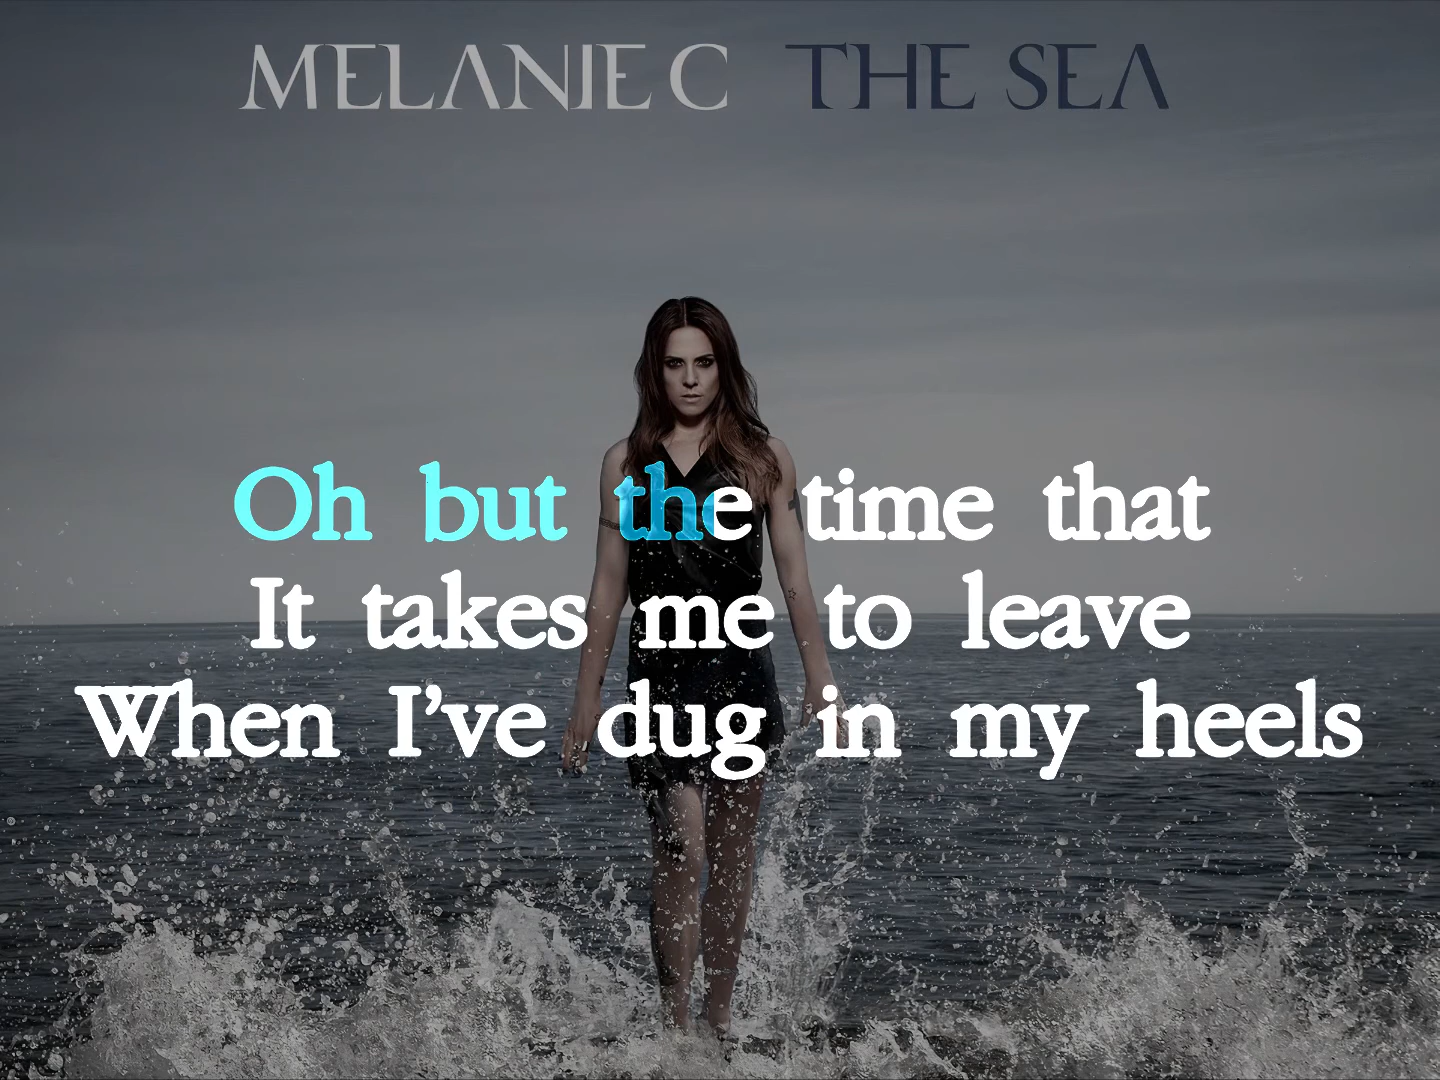 MELANIE C THE SEA
Oh but the time that
It takes me to leave
When I’ve dug in my heels